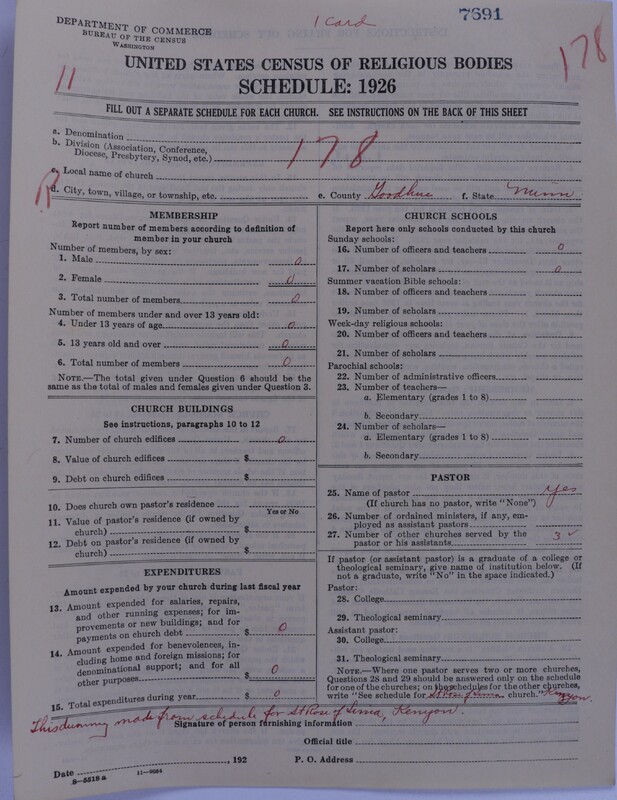 DEPARTMENT OF COMMERCE
BUREAU OF THE CENSUS
WASHINGTON
1 Card
7691
178
11
UNITED STATES CENSUS OF RELIGIOUS BODIES
SCHEDULE: 1926
FILL OUT A SEPARATE SCHEDULE FOR EACH CHURCH. SEE INSTRUCTIONS ON THE BACK OF THIS SHEET
a. Denomination
b. Division (Association, Conference, Diocese, Presbytery, Synod, etc.)
178
c. Local name of church
R
d. City, town, village, or township, etc. e. County Goodhue f. State Minn
MEMBERSHIP
Report number of members according to definition of
member in your church
Number of members, by sex:
1. Male 0
2. Female 0
3. Total number of members 0
Number of members under and over 13 years old:
4. Under 13 years of age 0
5. 13 years old and over 0
6. Total number of members 0
NOTE.—The total given under Question 6 should be the
same as the total of males and females given under Question 3.
CHURCH BUILDINGS
See instructions, paragraphs 10 to 12
7. Number of church edifices 0
8. Value of church edifices $
9. Debt on church edifices $
10. Does church own pastor's residence
Yes or No
11. Value of pastor's residence (if owned by
church) $
12. Debt on pastor's residence (if owned by
church) $
EXPENDITURES
Amount expended by your church during last fiscal year
13. Amount expended for salaries, repairs,
and other running expenses; for im-
provements or new buildings; and for
payments on church debt $ 0
14. Amount expended for benevolences, in-
cluding home and foreign missions; for
denominational support; and for all
other purposes $ 0
15. Total expenditures during year $ 0
CHURCH SCHOOLS
Report here only schools conducted by this church
Sunday schools:
16. Number of officers and teachers 0
17. Number of scholars 0
Summer vacation Bible schools:
18. Number of officers and teachers
19. Number of scholars
Week-day religious schools:
20. Number of officers and teachers
21. Number of scholars
Parochial schools:
22. Number of administrative officers
23. Number of teachers—
a. Elementary (grades 1 to 8)
b. Secondary
24. Number of scholars—
a. Elementary (grades 1 to 8)
b. Secondary
PASTOR
25. Name of pastor yes
(If church has no pastor, write "None")
26. Number of ordained ministers, if any, em-
ployed as assistant pastors
27. Number of other churches served by the
pastor or his assistants 3 ✓
If pastor (or assistant pastor) is a graduate of a college or
theological seminary, give name of institution below. (If
not a graduate, write "No" in the space indicated.)
Pastor:
28. College
29. Theological seminary
Assistant pastor:
30. College
31. Theological seminary
NOTE.—Where one pastor serves two or more churches,
Questions 28 and 29 should be answered only on the schedule
for one of the churches; on the schedules for the other churches,
write "See schedule for St Rose of Lima church." Kenyon.
This dummy made from schedule for St Rose of Lima, Kenyon.
Signature of person furnishing information
Official title
Date , 192 P. O. Address
8—5518 a 11—9684